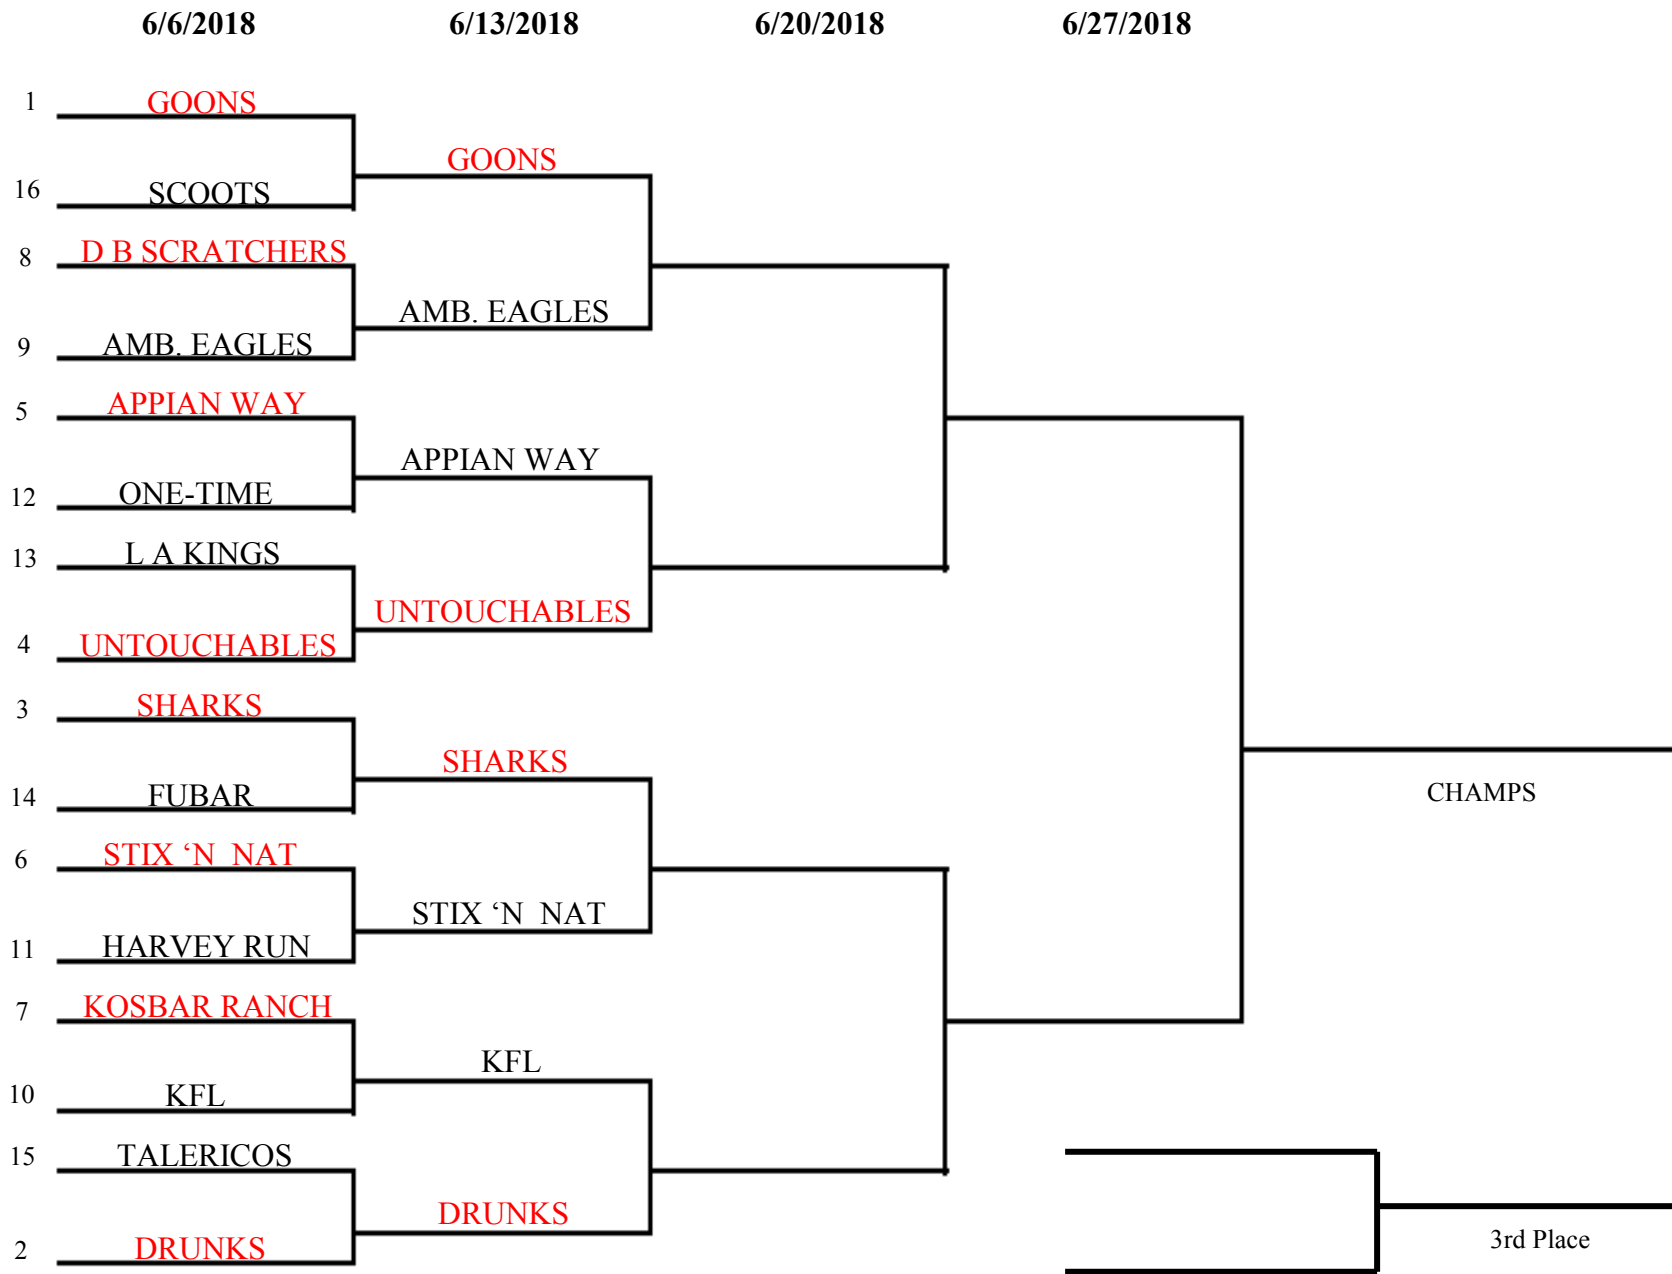 6/6/2018 6/13/2018 6/20/2018 6/27/2018
1 GOONS
GOONS
16 SCOOTS
8 D B SCRATCHERS
AMB. EAGLES
9 AMB. EAGLES
5 APPIAN WAY
APPIAN WAY
12 ONE-TIME
13 L A KINGS
UNTOUCHABLES
4 UNTOUCHABLES
3 SHARKS
SHARKS
14 FUBAR
CHAMPS
6 STIX ‘N  NAT
STIX ‘N  NAT
11 HARVEY RUN
7 KOSBAR RANCH
KFL
10 KFL
15 TALERICOS
DRUNKS
2 DRUNKS
3rd Place